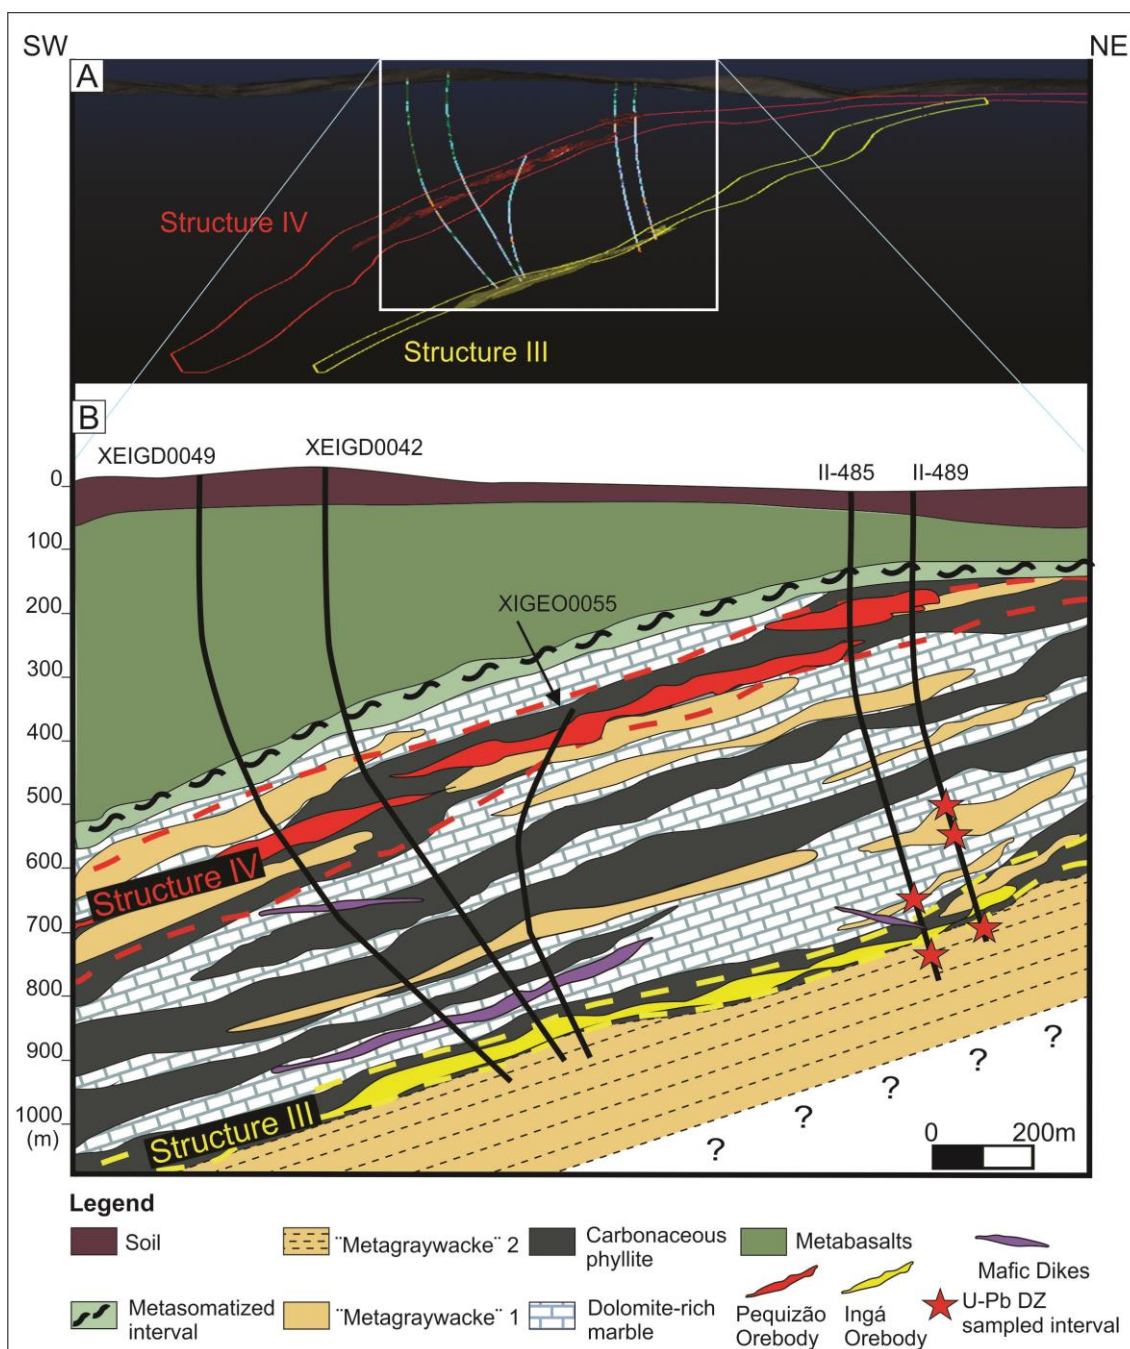 SW
NE
A
Structure IV
Structure III
B
XEIGD0049
XEIGD0042
II-485
II-489
0
100
200
XIGEO0055
300
400
500
600
Structure IV
700
800
900
1000
(m)
Structure III
? ? ? ? ?
0 200m
Legend
Soil
¨Metagraywacke¨ 2
Carbonaceous
phyllite
Metabasalts
Mafic Dikes
Metasomatized
interval
¨Metagraywacke¨ 1
Dolomite-rich
marble
Pequizão
Orebody
Ingá
Orebody
U-Pb DZ
sampled interval